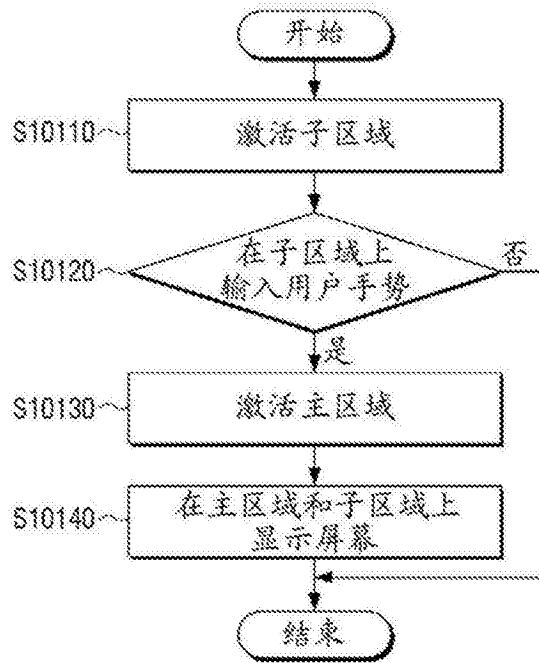 开始
S10110
激活子区域
S10120
在子区域上
输入用户手势
否
是
S10130
激活主区域
S10140
在主区域和子区域上
显示屏幕
结束